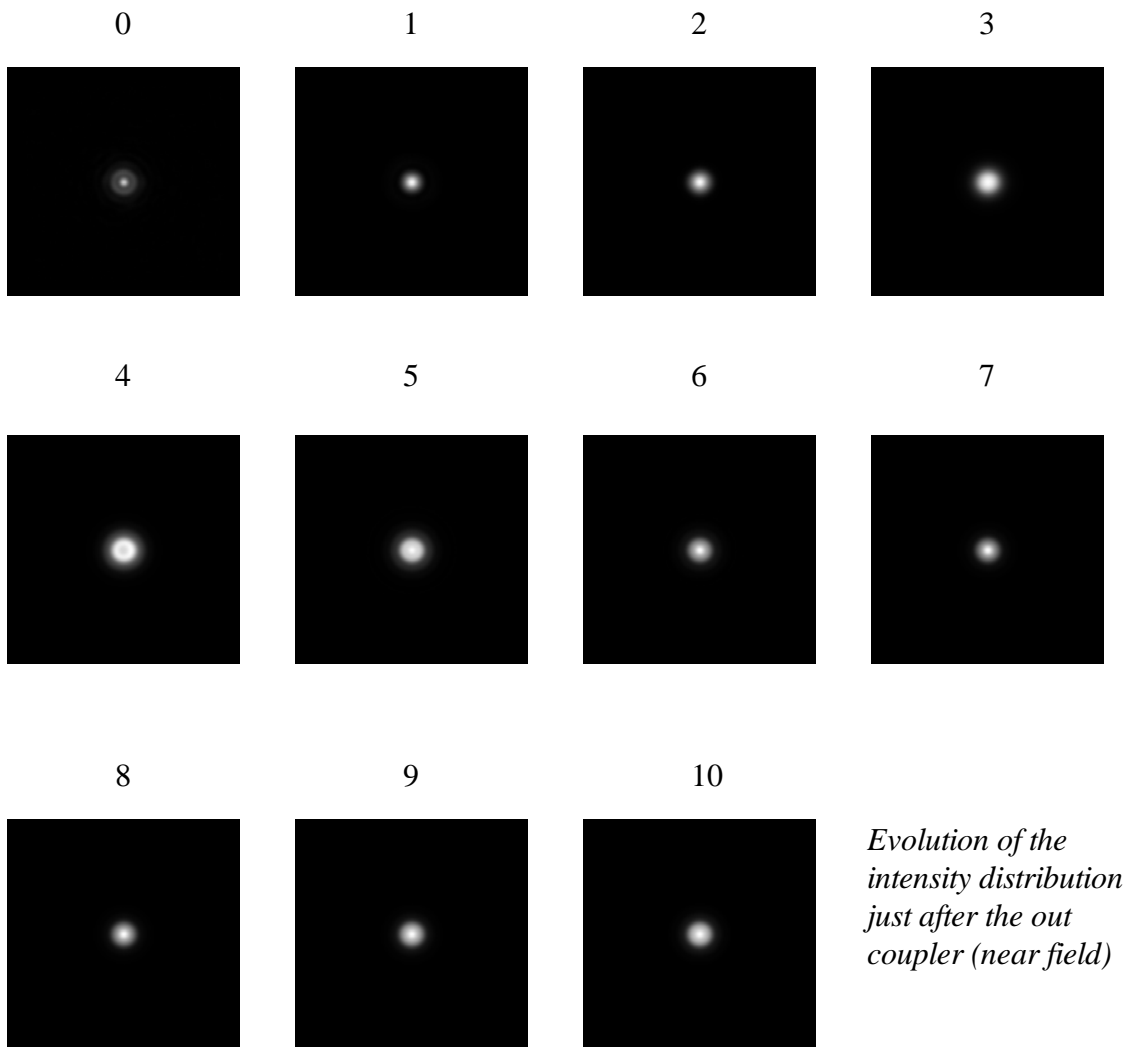 0 1 2 3
4 5 6 7
8 9 10
Evolution of the
intensity distribution
just after the out
coupler (near field)